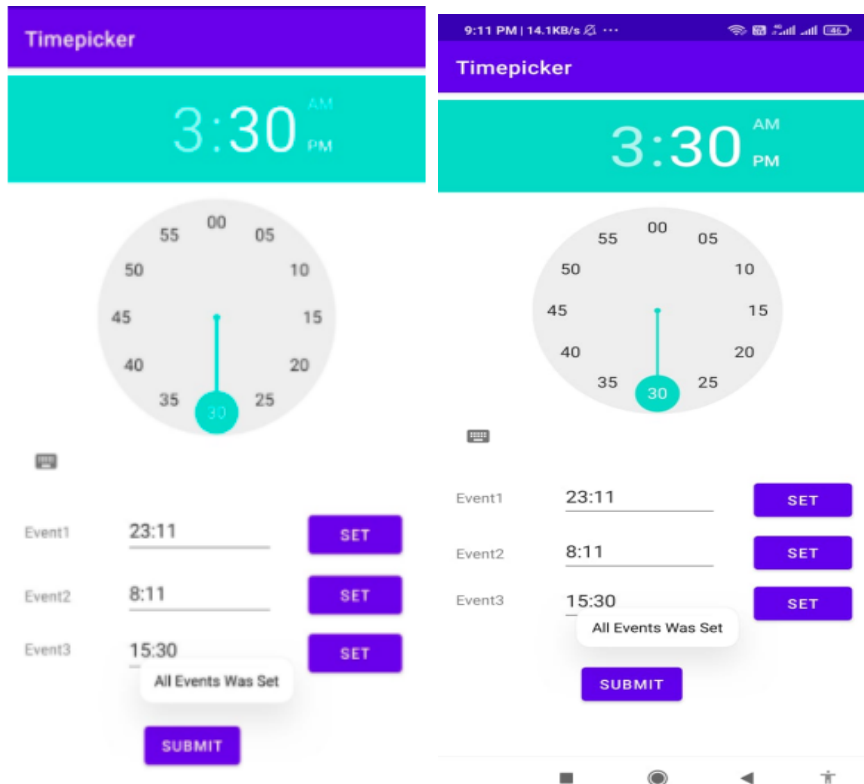 Timepicker
3:30 AM
PM
00
55 05
50 10
45 15
40 20
35 25
30
Event1 23:11 SET
Event2 8:11 SET
Event3 15:30 SET
All Events Was Set
SUBMIT
9:11 PM | 14.1KB/s ··· 4G 46
Timepicker
3:30 AM
PM
00
55 05
50 10
45 15
40 20
35 25
30
Event1 23:11 SET
Event2 8:11 SET
Event3 15:30 SET
All Events Was Set
SUBMIT